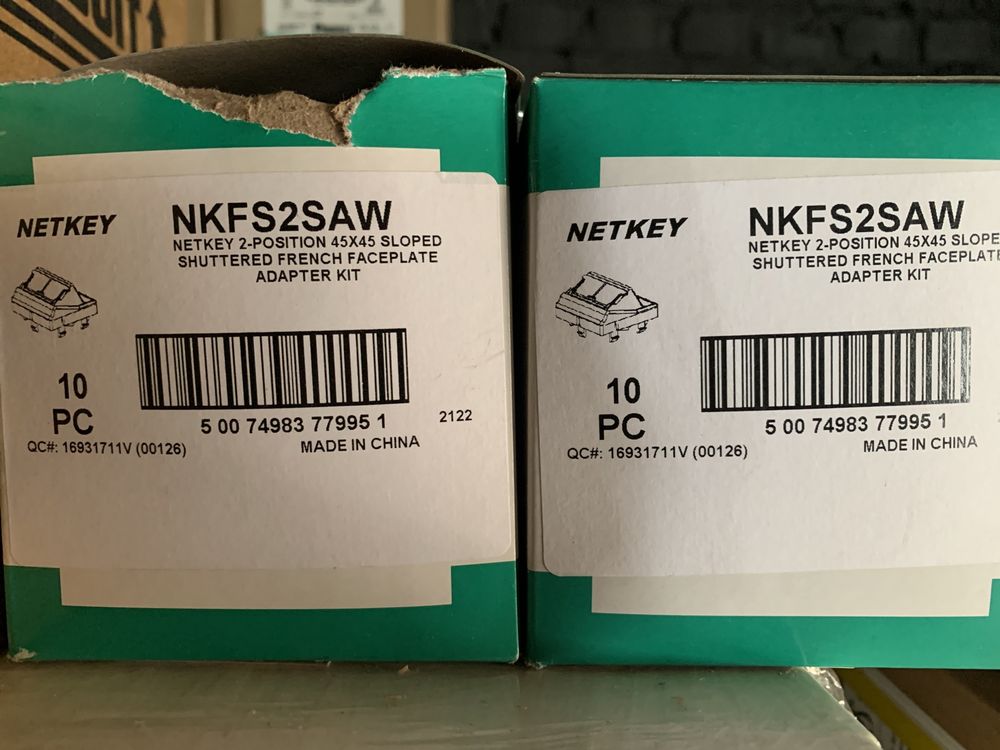 NETKEY
NKFS2SAW
NETKEY 2-POSITION 45X45 SLOPED
SHUTTERED FRENCH FACEPLATE
ADAPTER KIT
10
PC
5 00 74983 77995 1
2122
QC#: 16931711V (00126)
MADE IN CHINA
NETKEY
NKFS2SAW
NETKEY 2-POSITION 45X45 SLOPE
SHUTTERED FRENCH FACEPLAT
ADAPTER KIT
10
PC
5 00 74983 77995 1
QC#: 16931711V (00126)
MADE IN CHINA